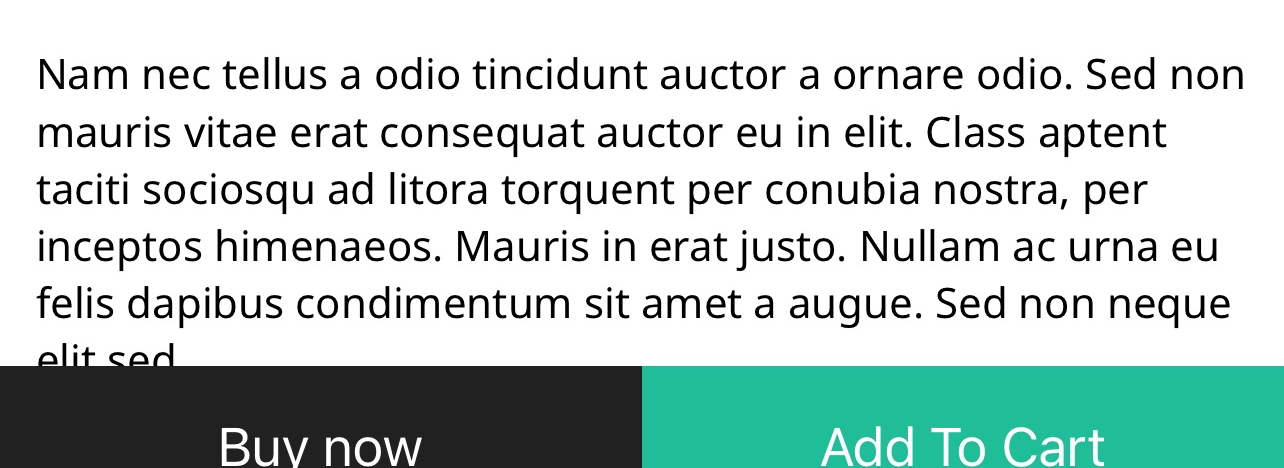 Nam nec tellus a odio tincidunt auctor a ornare odio. Sed non
mauris vitae erat consequat auctor eu in elit. Class aptent
taciti sociosqu ad litora torquent per conubia nostra, per
inceptos himenaeos. Mauris in erat justo. Nullam ac urna eu
felis dapibus condimentum sit amet a augue. Sed non neque
elit sed
Buy now
Add To Cart